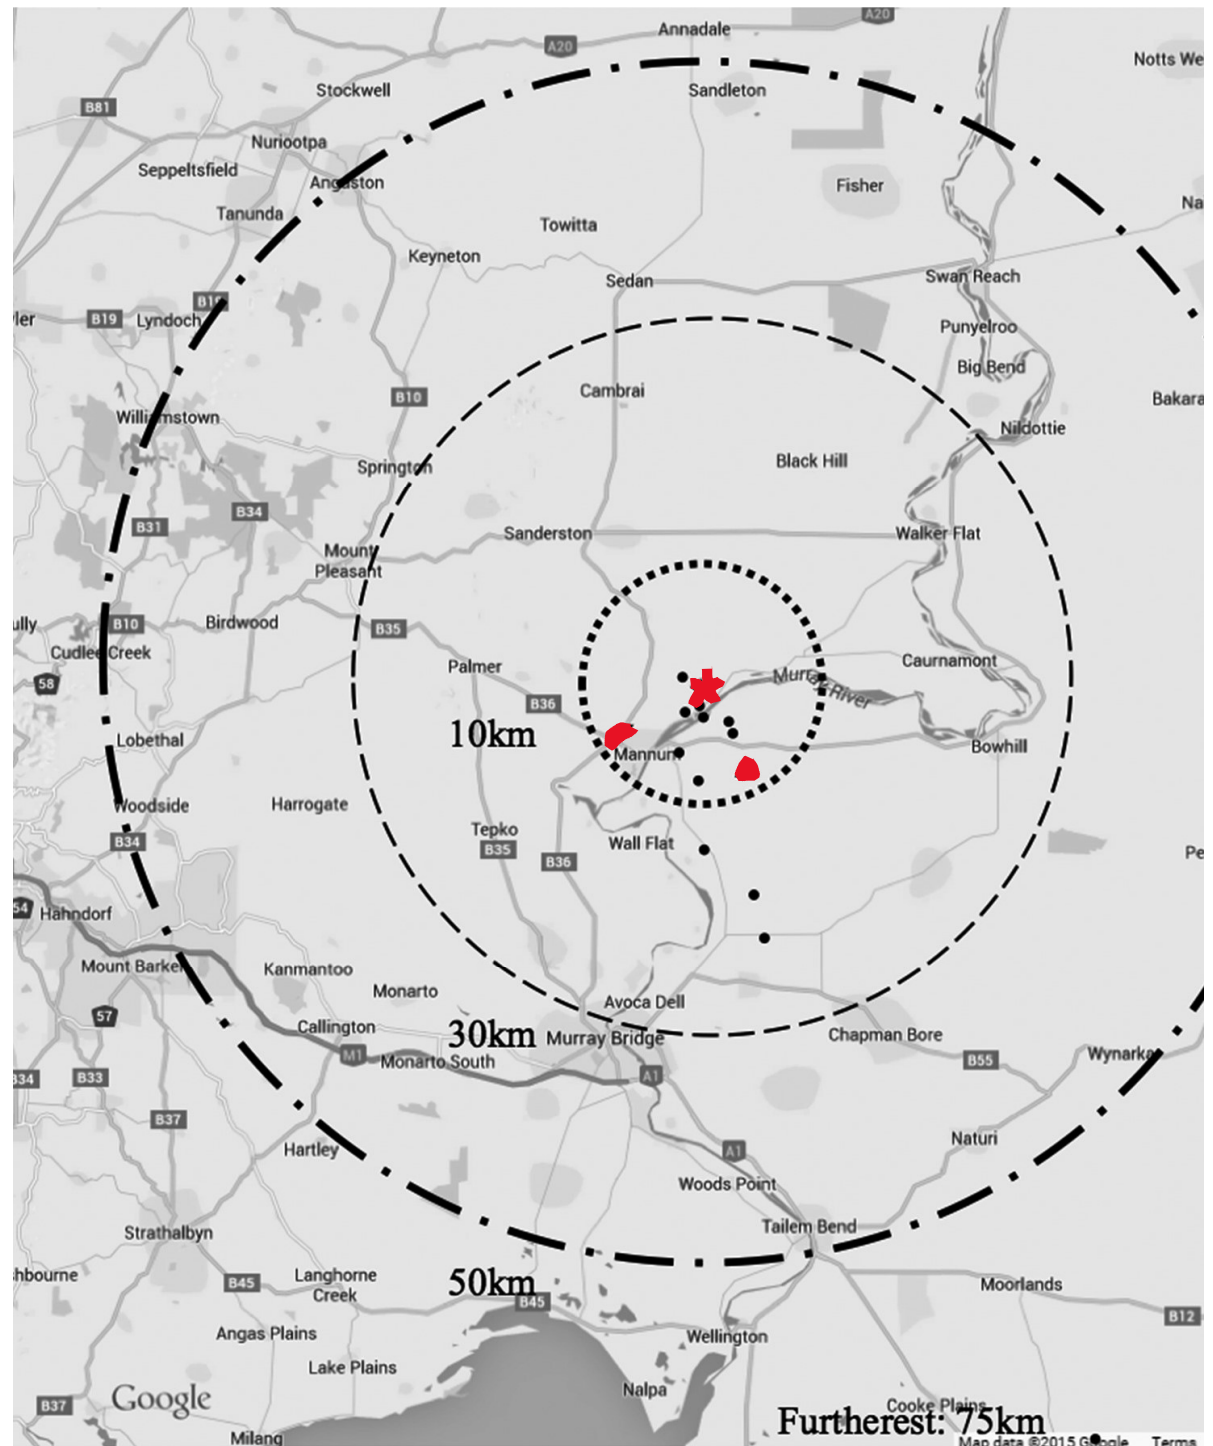 A20
Annadale
A20
Notts We
Sandleton
Stockwell
B81
Nuriootpa
Seppeltsfield
Angaston
Fisher
Na
Tanunda
Towitta
Keyneton
Sedan
Swan Reach
B19
ler
B19
Lyndoch
Punyelroo
Big Bend
Cambrai
B10
Bakara
Williamstown
Nildottie
Black Hill
Springton
B34
B31
Sanderston
Walker Flat
Mount
Pleasant
ully
B10
Birdwood
B35
Cudlee Creek
Palmer
Caurnamont
58
Murray River
B36
10km
Lobethal
Mannum
Bowhill
Woodside
Harrogate
Tepko
B34
B35
Wall Flat
B36
Pe
54
Hahndorf
Mount Barker
Kanmantoo
Monarto
Avoca Dell
57
Callington
30km
Murray Bridge
Chapman Bore
M1
Monarto South
B55
Wynarka
B34
B33
A1
B37
Hartley
A1
Naturi
Woods Point
Strathalbyn
Tailem Bend
hbourne
B45
Langhorne
Creek
50km
B45
Moorlands
B12
Angas Plains
Wellington
Lake Plains
Google
Nalpa
B37
Cooke Plains
Furtherest: 75km
Milang
Map data ©2015 Google
Terms